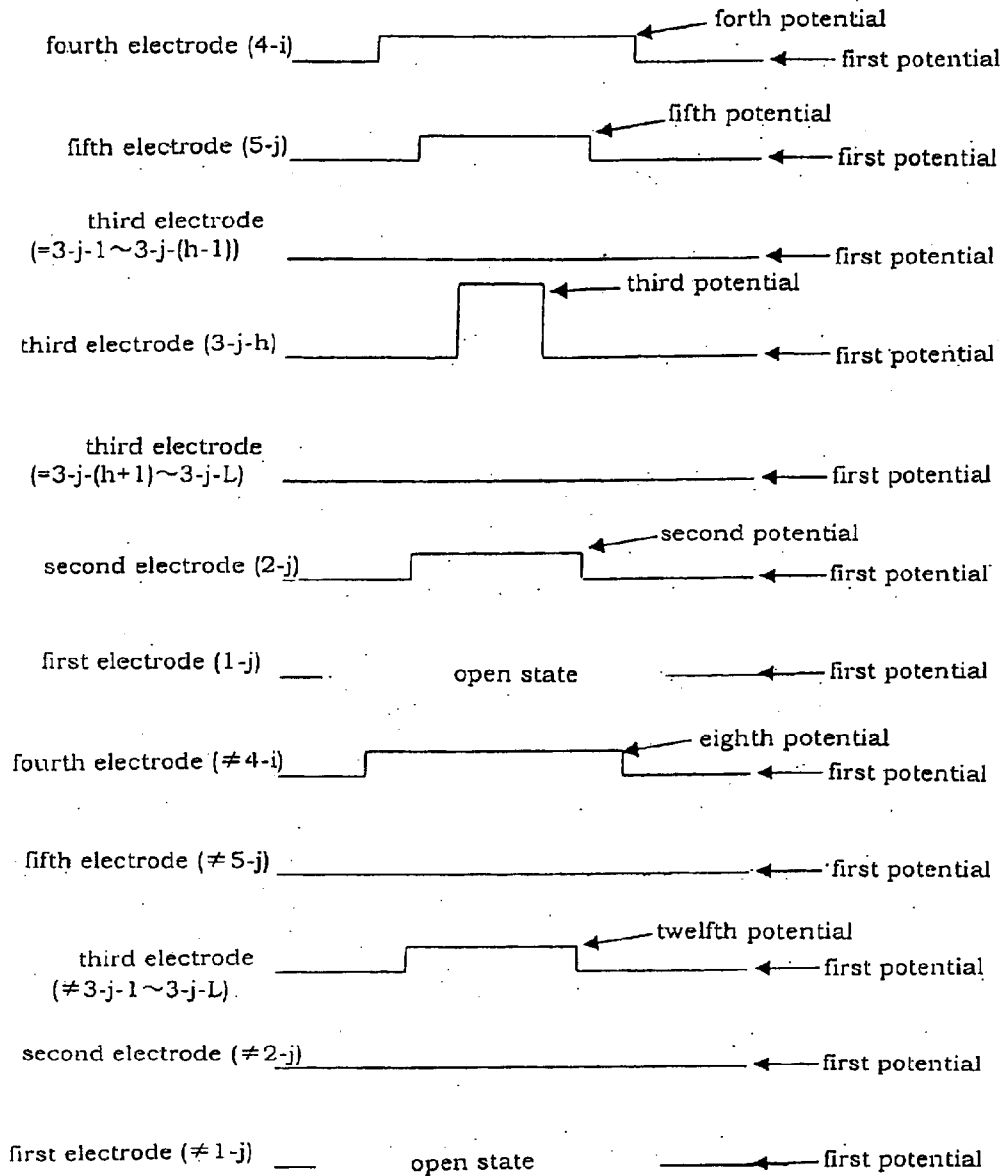 forth potential
fourth electrode (4-i)
first potential
fifth potential
fifth electrode (5-j)
first potential
third electrode
(=3-j-1~3-j-(h-1))
first potential
third potential
third electrode (3-j-h)
first potential
third electrode
(=3-j-(h+1)~3-j-L)
first potential
second potential
second electrode (2-j)
first potential
first electrode (1-j)
open state
first potential
eighth potential
fourth electrode (≠4-i)
first potential
fifth electrode (≠5-j)
first potential
twelfth potential
third electrode
(≠3-j-1~3-j-L)
first potential
second electrode (≠2-j)
first potential
first electrode (≠1-j)
open state
first potential